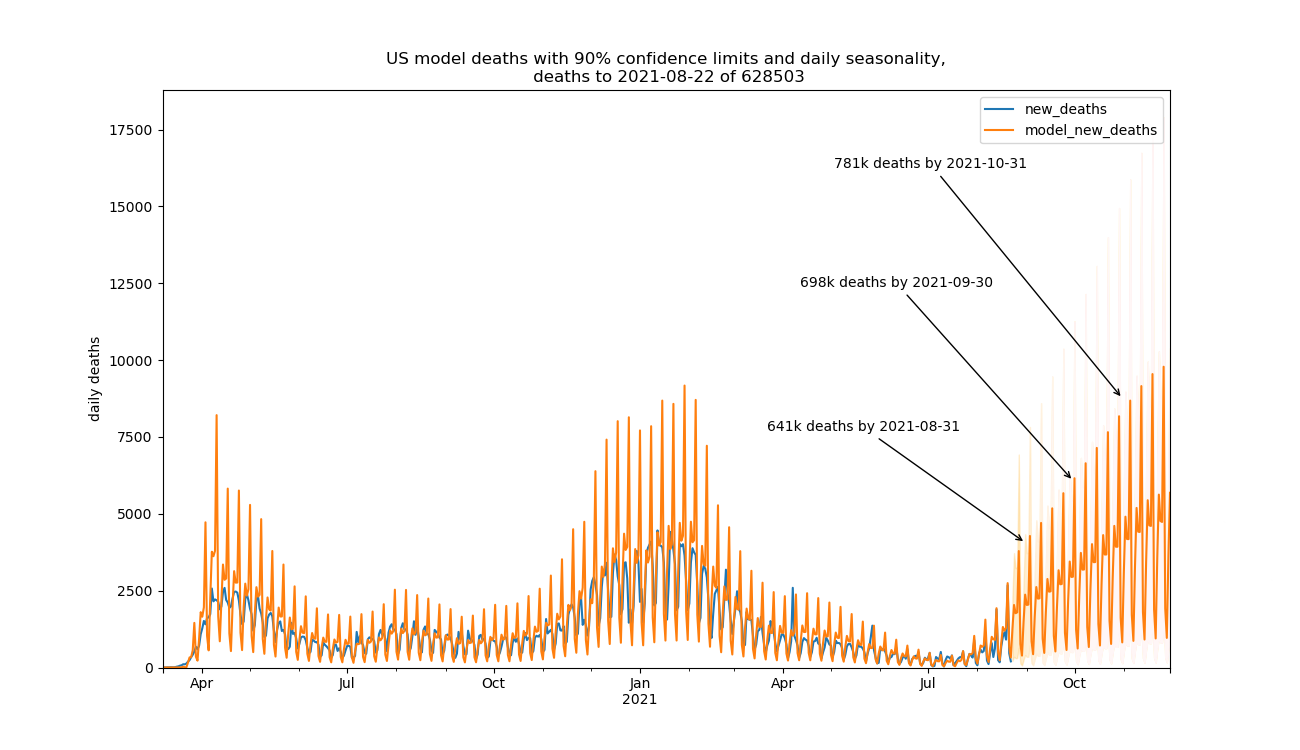 US model deaths with 90% confidence limits and daily seasonality,
deaths to 2021-08-22 of 628503
new_deaths
model_new_deaths
781k deaths by 2021-10-31
698k deaths by 2021-09-30
641k deaths by 2021-08-31
daily deaths
17500
15000
12500
10000
7500
5000
2500
0
Apr
Jul
Oct
Jan
2021
Apr
Jul
Oct